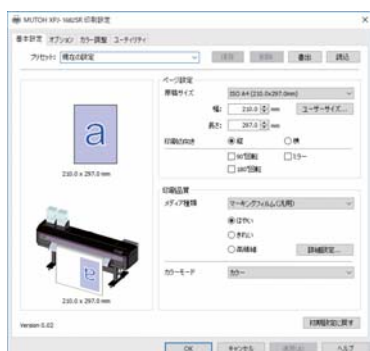 MUTOH XPJ-1682SR 印刷設定
基本設定 オプション カラー調整 ユーティリティ
プリセット: 現在の設定 保存 削除 書出 読込
a
210.0 x 297.0 mm
210.0 x 297.0 mm
Version 5.02
ページ設定
原稿サイズ ISO A4 (210.0x297.0mm)
幅: 210.0 mm ユーザーサイズ...
長さ: 297.0 mm
印刷の向き 縦 横
90°回転 ミラー
180°回転
印刷品質
メディア種類 マーキングフィルム(汎用)
はやい
きれい
高精細 詳細設定...
カラーモード カラー
初期設定に戻す
OK キャンセル 適用(A) ヘルプ